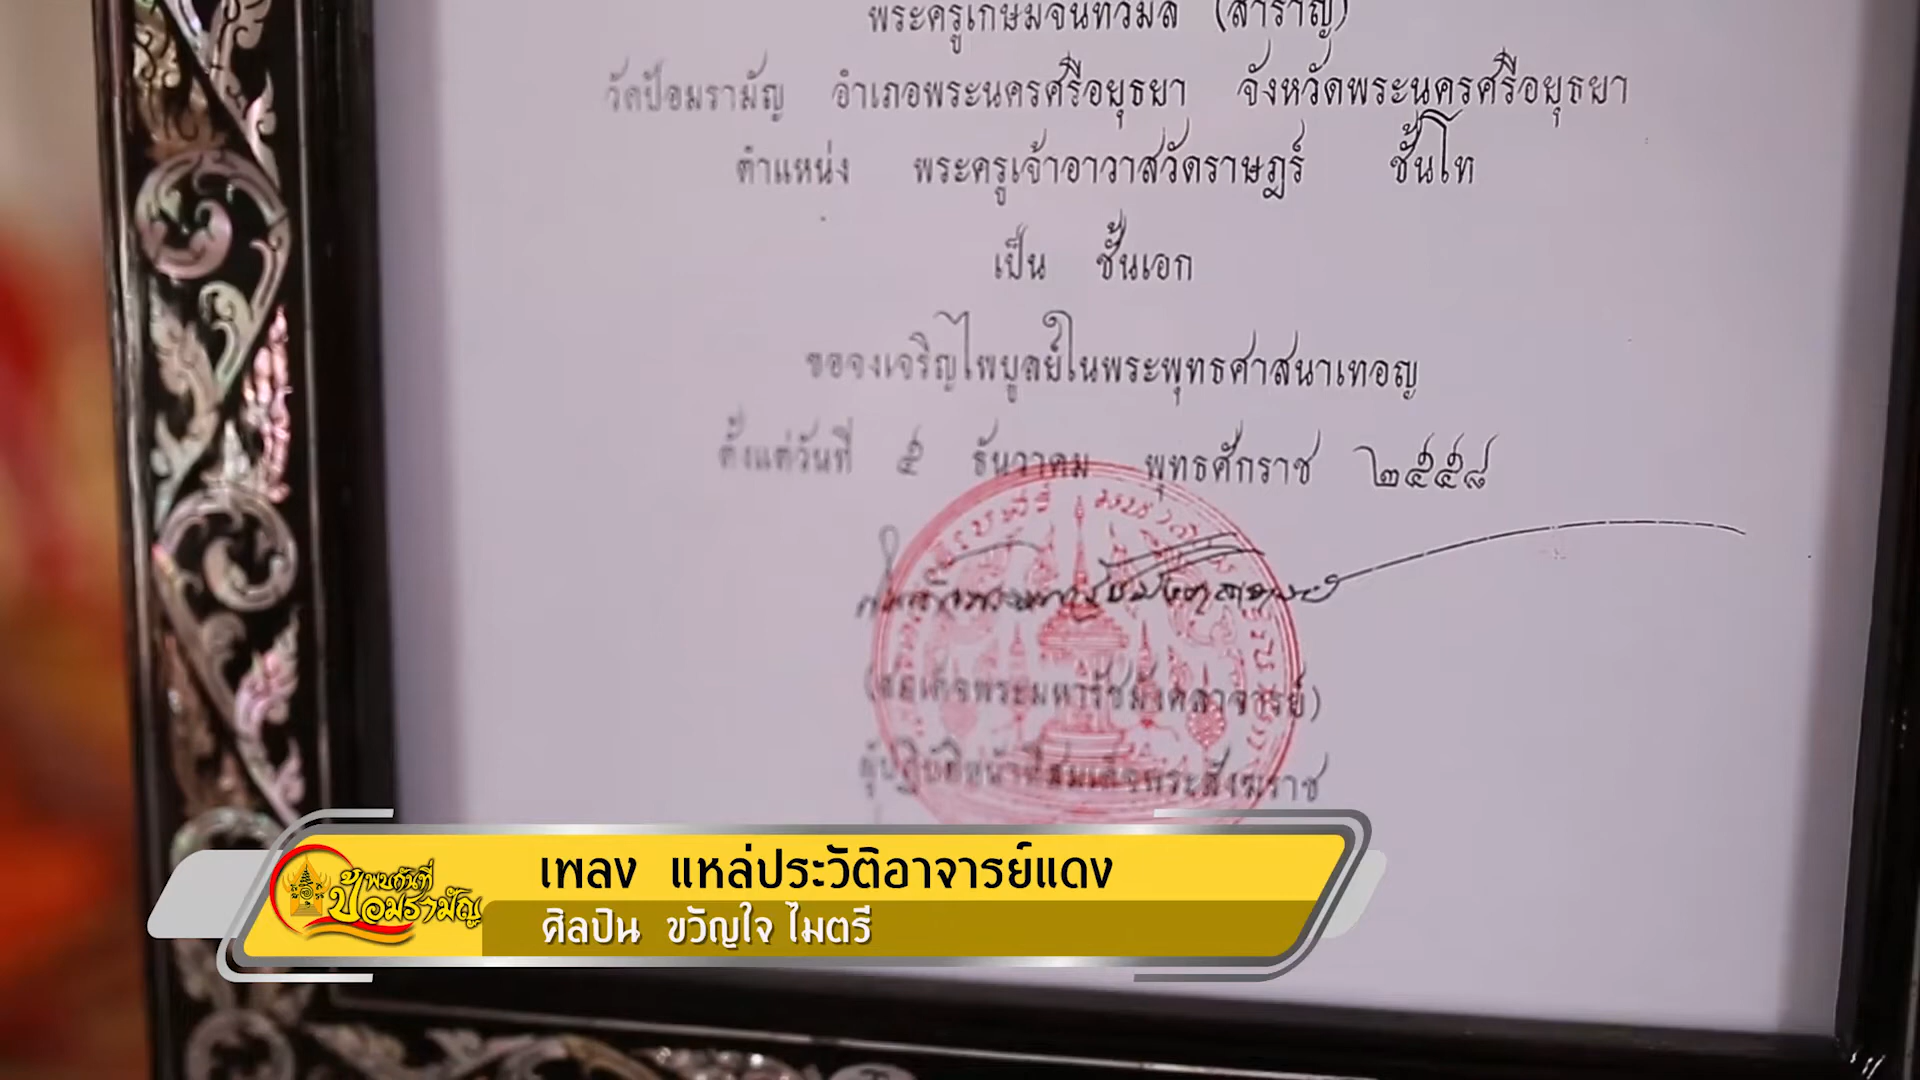 พระครูเกษมจันทวิมล (สำราญ)
วัดป้อมรามัญ อำเภอพระนครศรีอยุธยา จังหวัดพระนครศรีอยุธยา
ตำแหน่ง พระครูเจ้าอาวาสวัดราษฎร์ ชั้นโท
เป็น ชั้นเอก
ขอจงเจริญไพบูลย์ในพระพุทธศาสนาเทอญ
ตั้งแต่วันที่ ๕ ธันวาคม พุทธศักราช ๒๕๕๘
(สมเด็จพระมหารัชมังคลาจารย์)
ผู้ปฏิบัติหน้าที่สมเด็จพระสังฆราช
พบกันที่
ป้อมรามัญ
เพลง แหล่ประวัติอาจารย์แดง
ศิลปิน ขวัญใจ ไมตรี